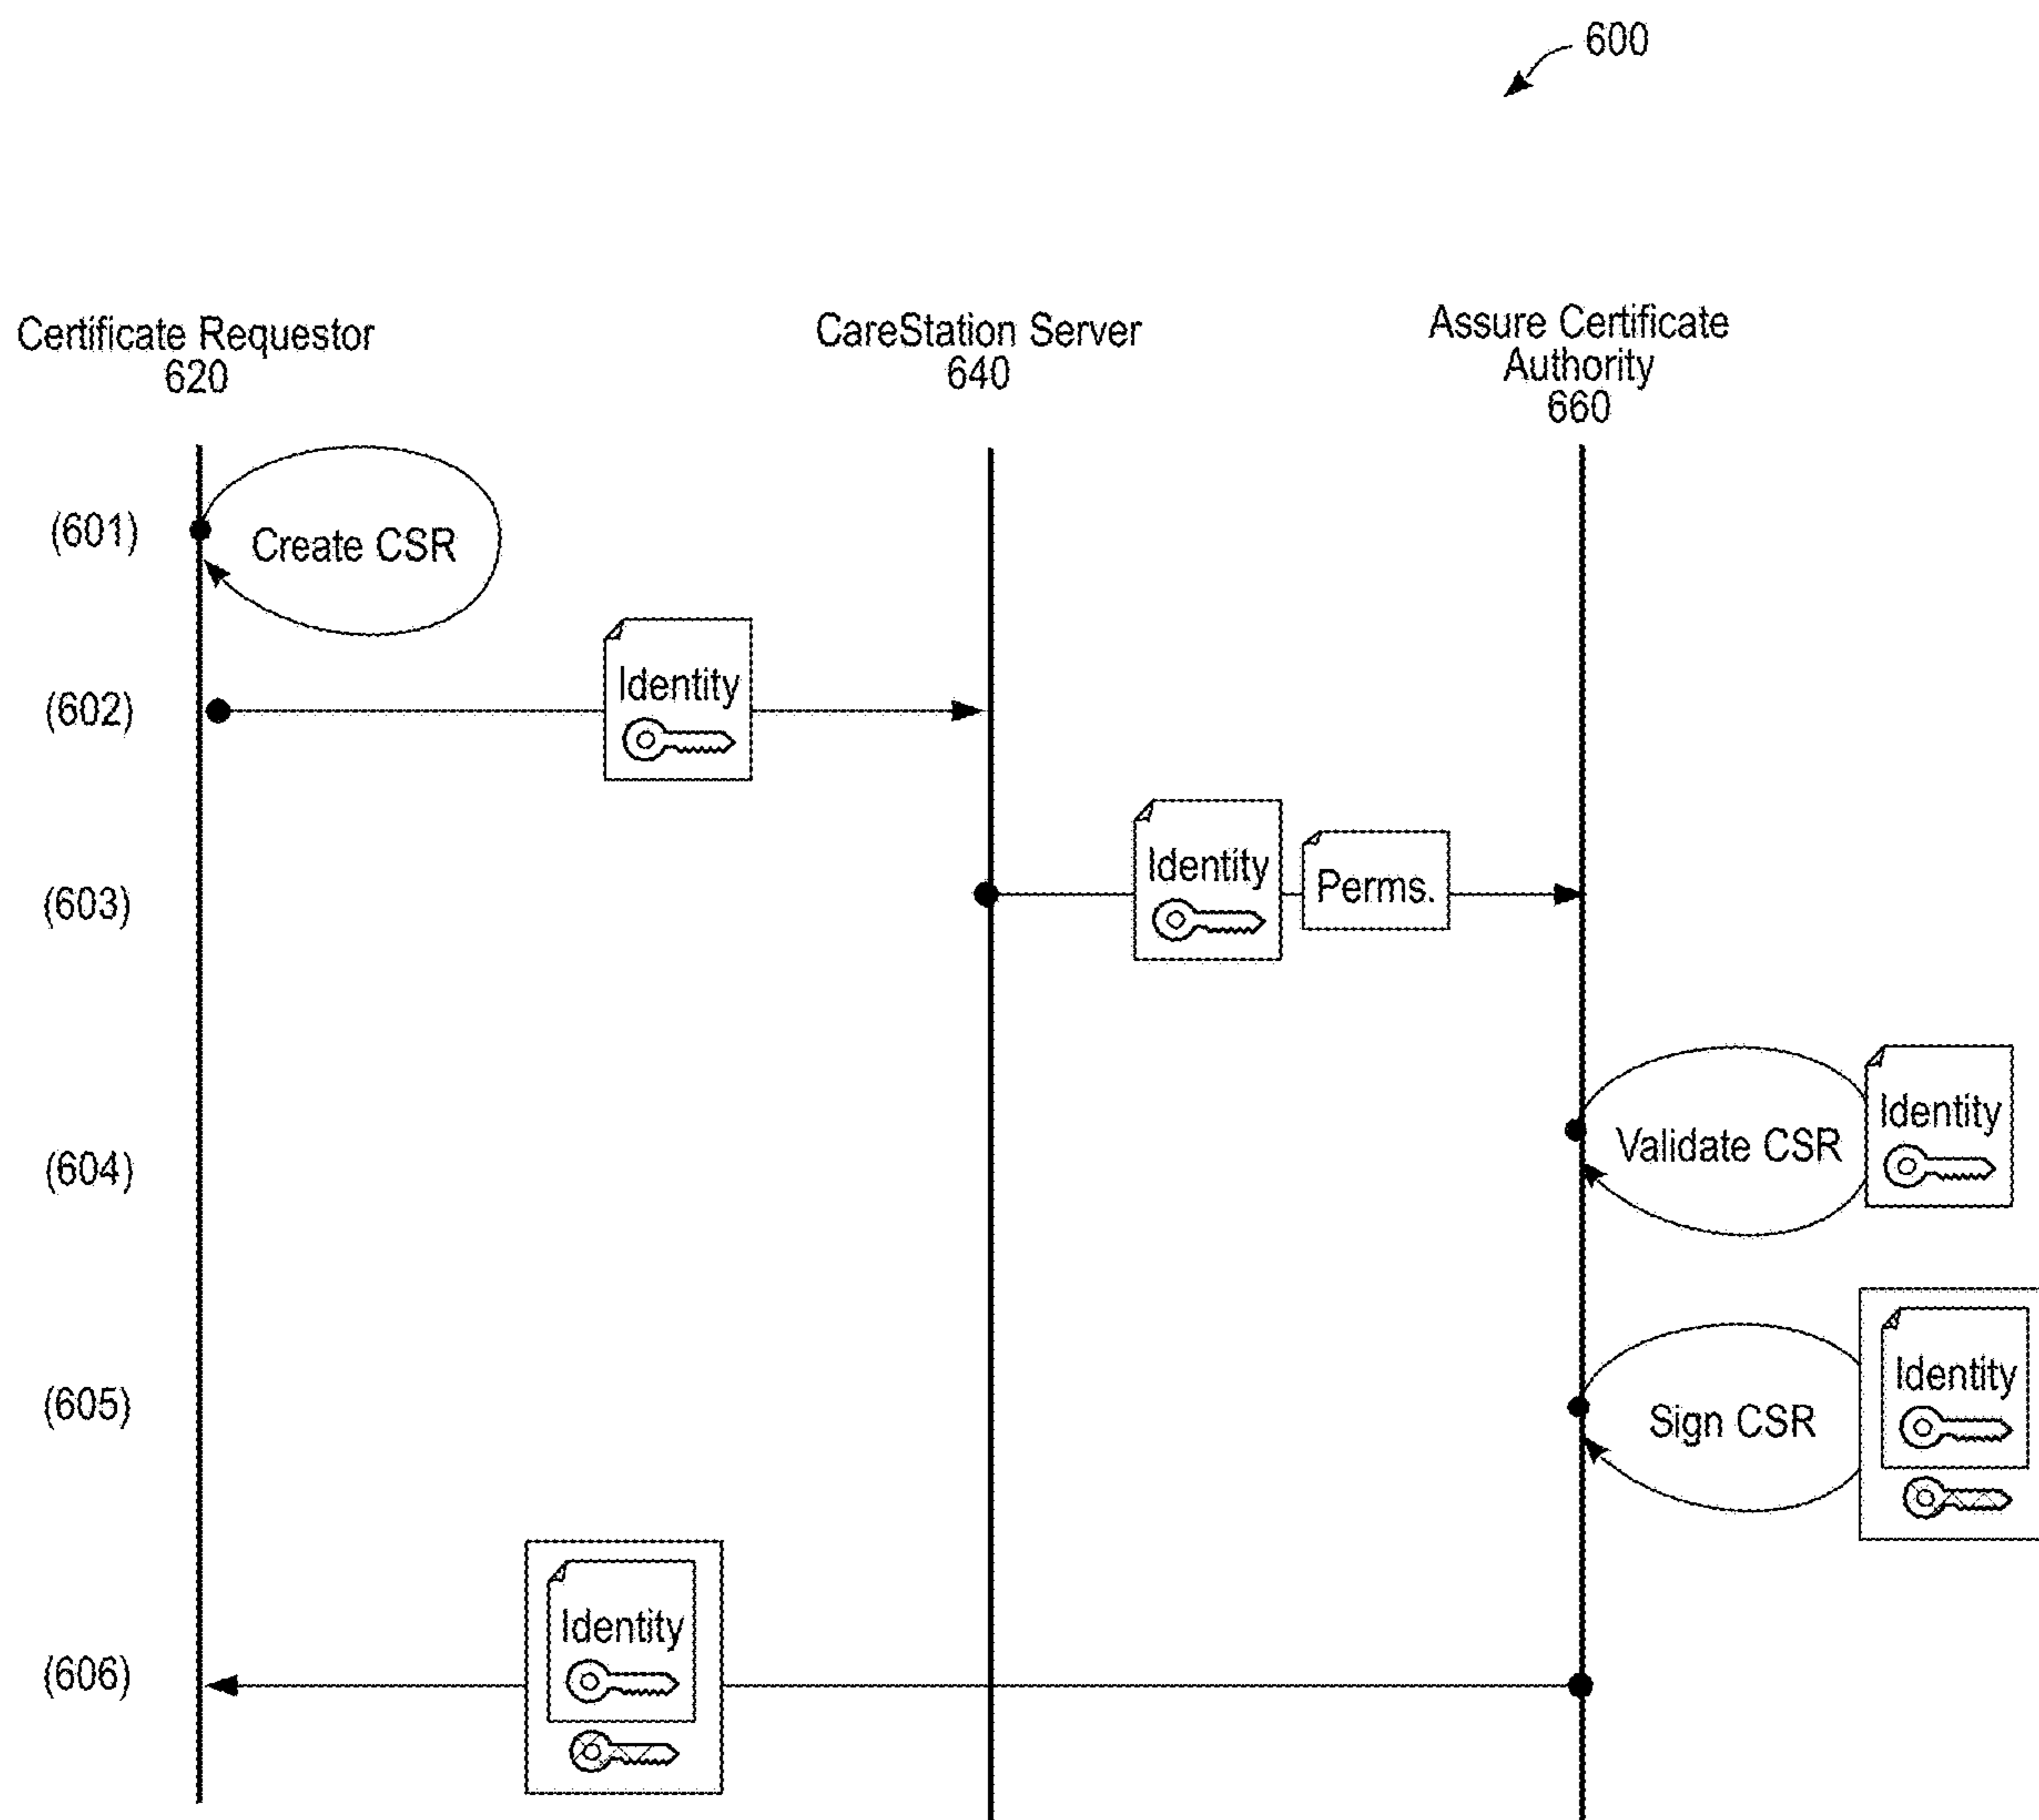 600
Certificate Requestor
620
CareStation Server
640
Assure Certificate
Authority
660
(601)
Create CSR
(602)
Identity
(603)
Identity
Perms.
(604)
Validate CSR
Identity
(605)
Sign CSR
Identity
(606)
Identity